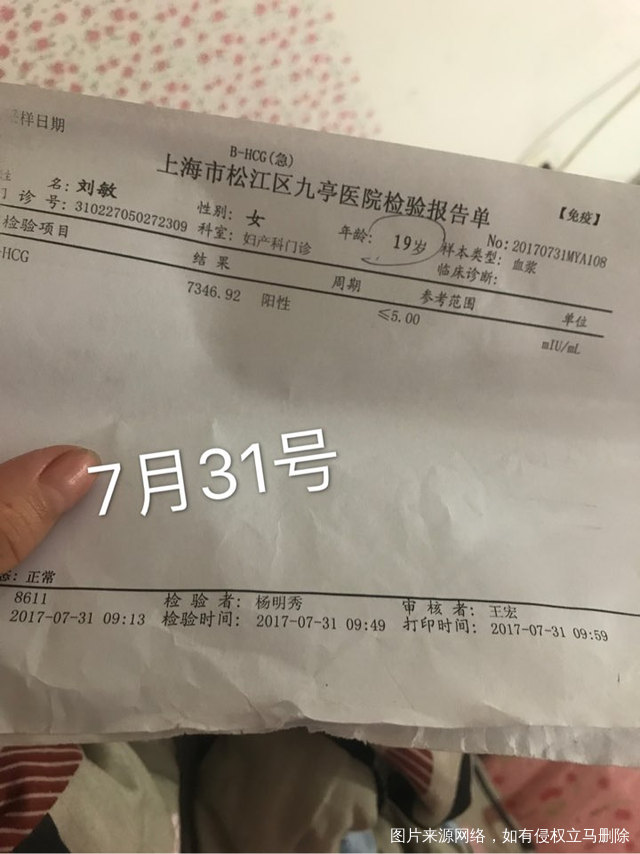 采样日期
B-HCG(急)
上海市松江区九亭医院检验报告单
【免疫】
姓名: 刘敏 性别: 女 年龄: 19岁 No: 20170731MYA108
门诊号: 310227050272309 科室: 妇产科门诊 样本类型: 血浆
临床诊断:
检验项目 结果 周期 参考范围 单位
-HCG 7346.92 阳性 ≤5.00 mIU/mL
7月31号
态: 正常
8611 检验者: 杨明秀 审核者: 王宏
2017-07-31 09:13 检验时间: 2017-07-31 09:49 打印时间: 2017-07-31 09:59
图片来源网络，如有侵权立马删除